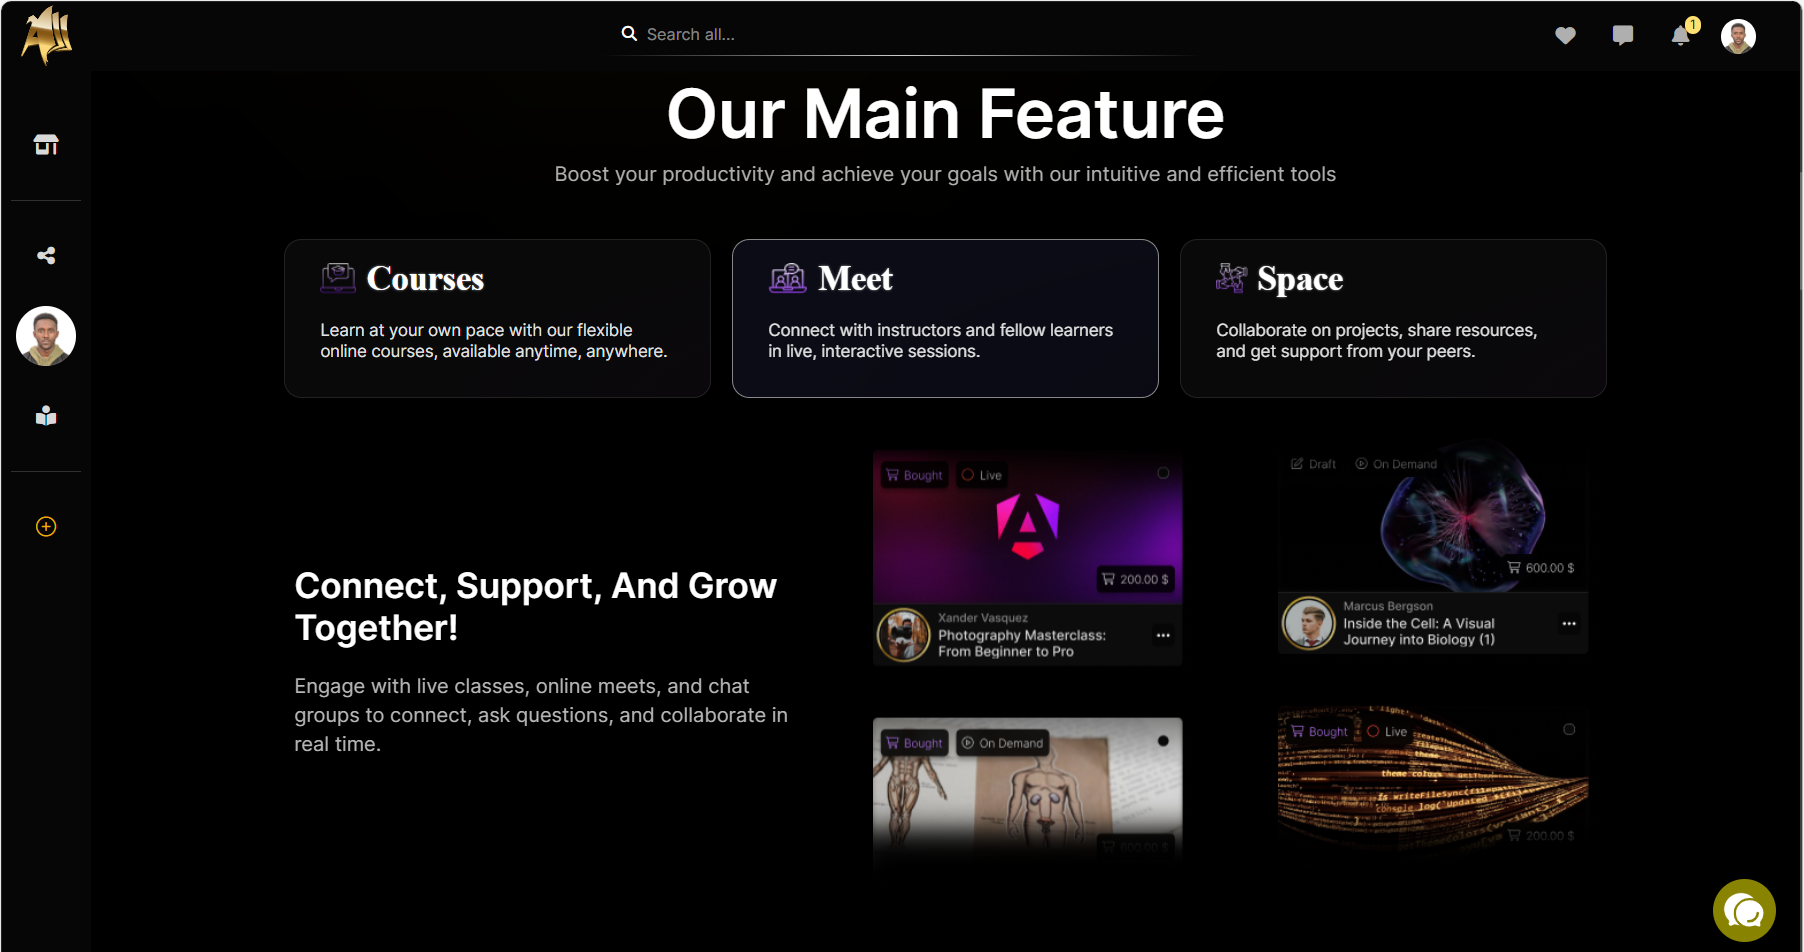 Search all...
1
Our Main Feature
Boost your productivity and achieve your goals with our intuitive and efficient tools
Courses
Learn at your own pace with our flexible
online courses, available anytime, anywhere.
Meet
Connect with instructors and fellow learners
in live, interactive sessions.
Space
Collaborate on projects, share resources,
and get support from your peers.
Connect, Support, And Grow
Together!
Engage with live classes, online meets, and chat
groups to connect, ask questions, and collaborate in
real time.
Bought
Live
200.00 $
Xander Vasquez
Photography Masterclass:
From Beginner to Pro
Draft
On Demand
600.00 $
Marcus Bergson
Inside the Cell: A Visual
Journey into Biology (1)
Bought
On Demand
600.00 $
Bought
Live
theme
theme colors
200.00 $